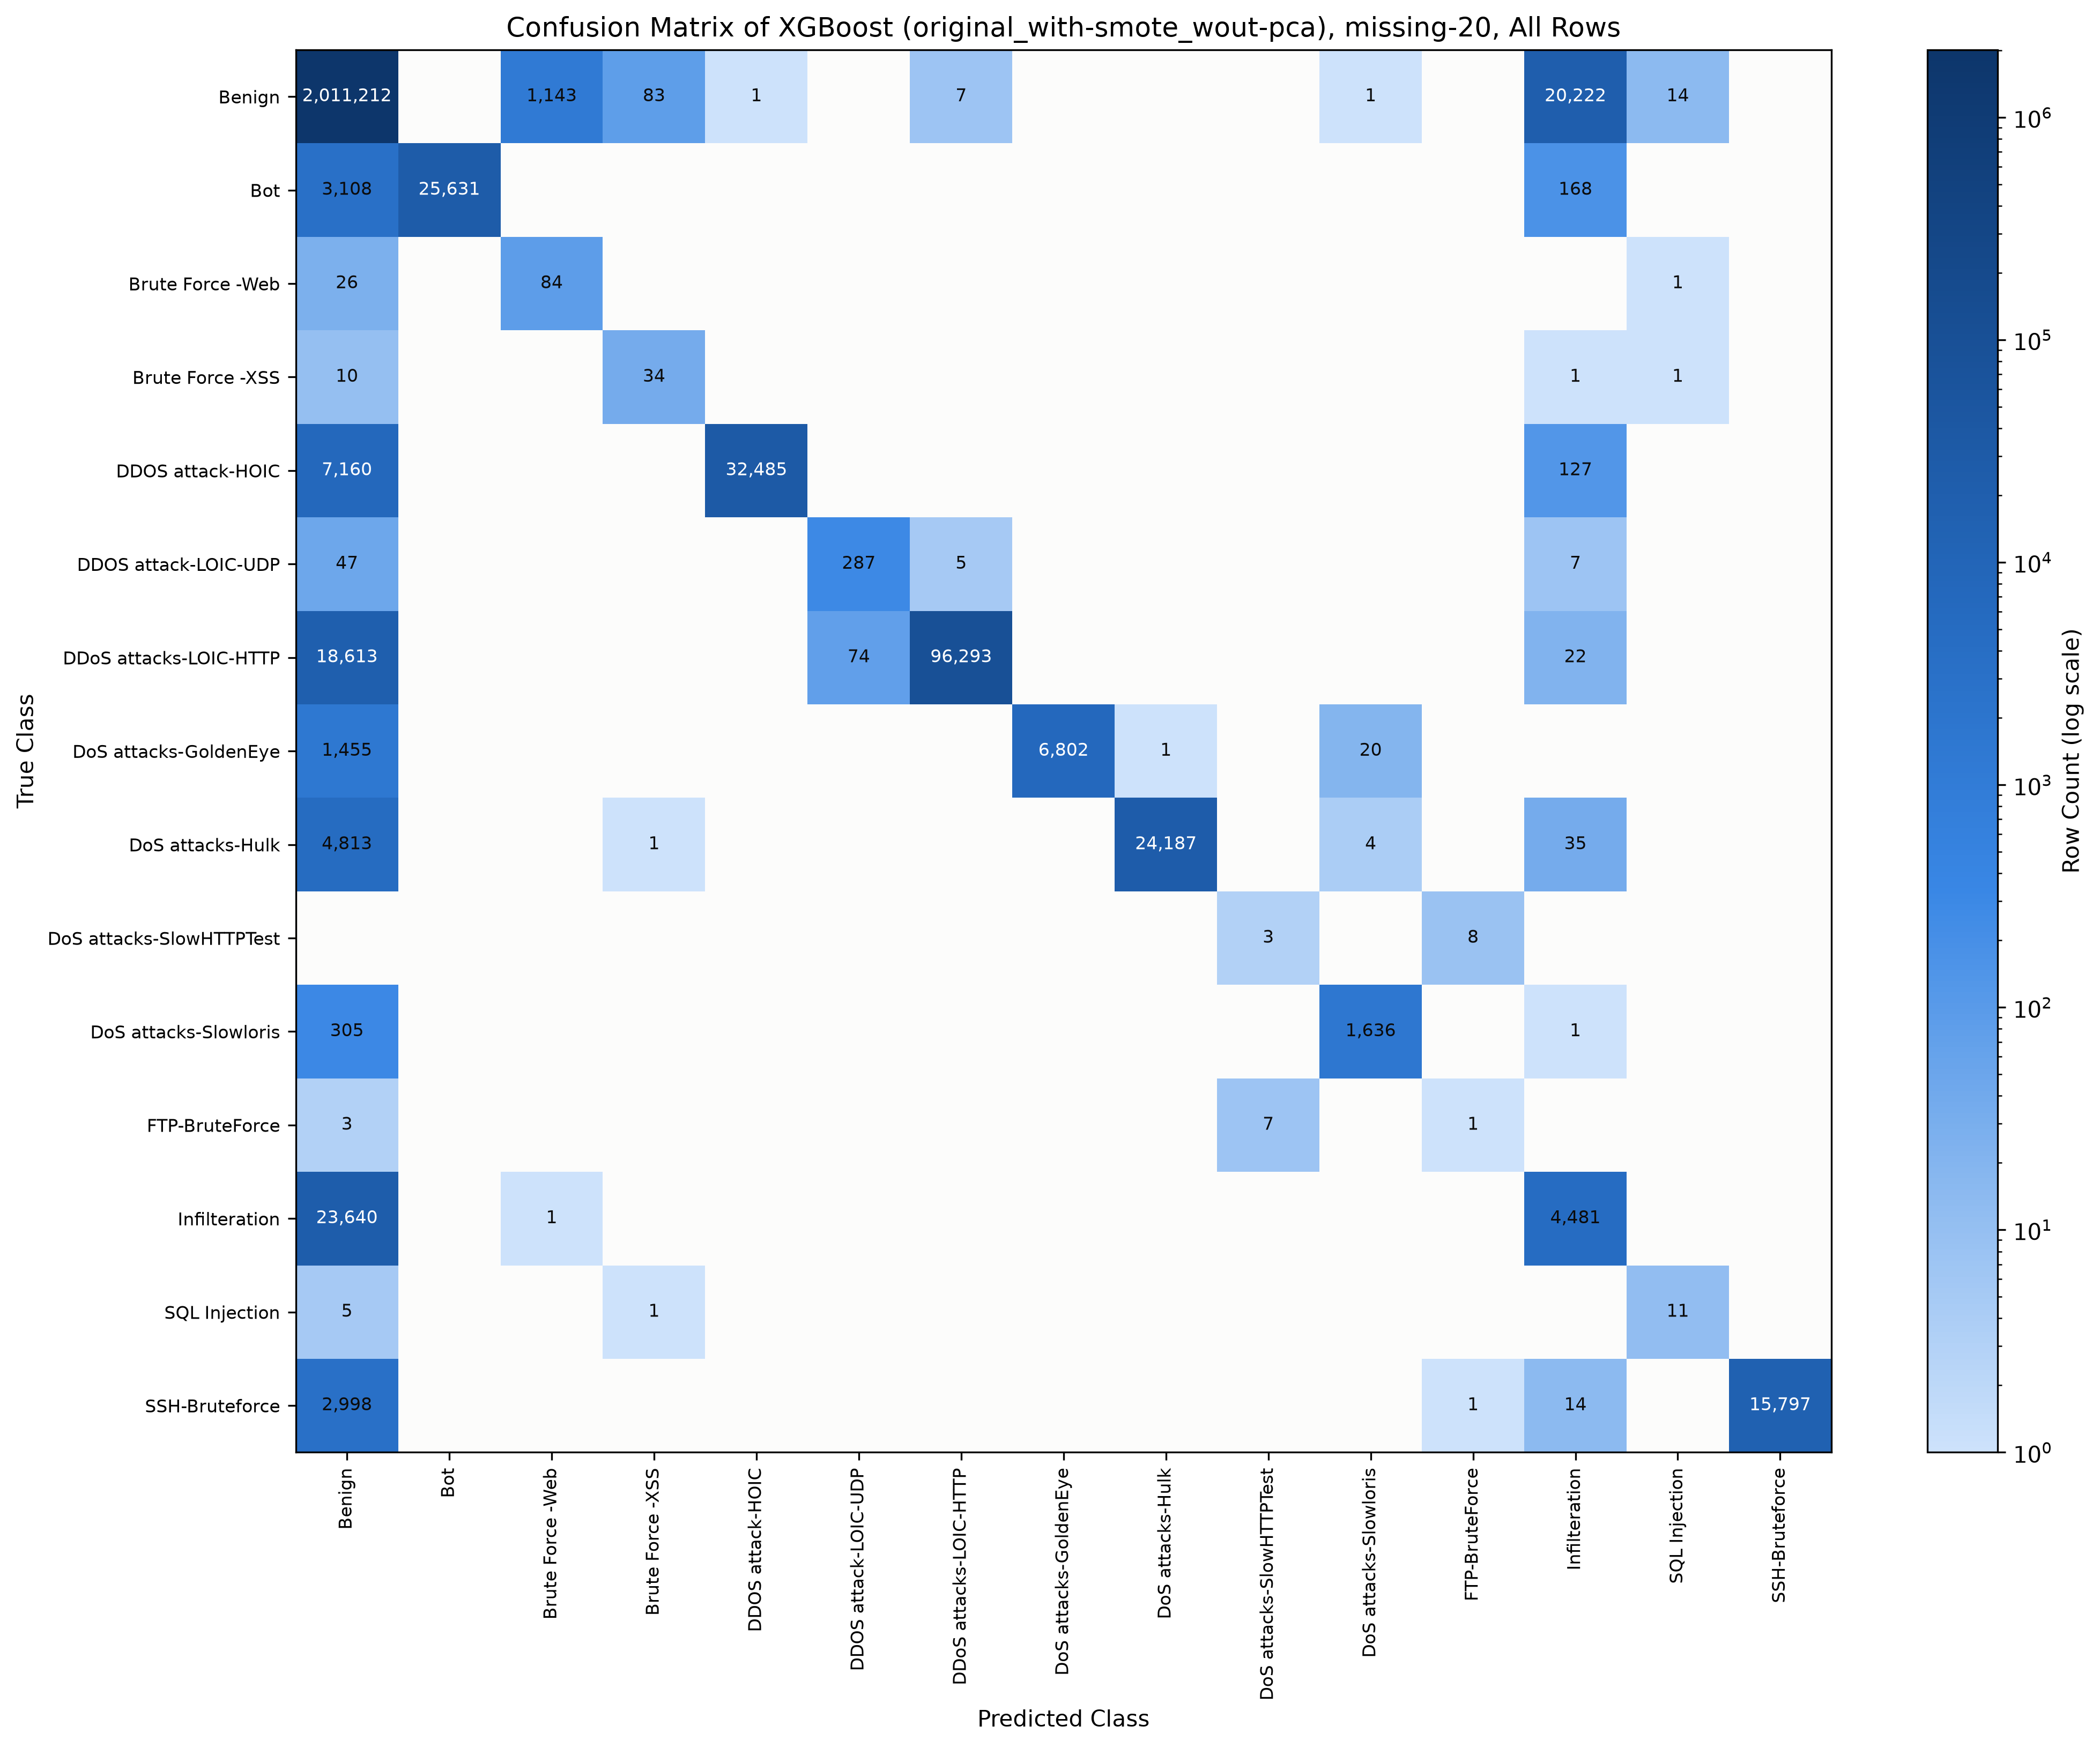 Confusion Matrix of XGBoost (original_with-smote_wout-pca), missing-20, All Rows
True Class
Benign 2,011,212 1,143 83 1 7 1 20,222 14
Bot 3,108 25,631 168
Brute Force -Web 26 84 1
Brute Force -XSS 10 34 1 1
DDOS attack-HOIC 7,160 32,485 127
DDOS attack-LOIC-UDP 47 287 5 7
DDoS attacks-LOIC-HTTP 18,613 74 96,293 22
DoS attacks-GoldenEye 1,455 6,802 1 20
DoS attacks-Hulk 4,813 1 24,187 4 35
DoS attacks-SlowHTTPTest 3 8
DoS attacks-Slowloris 305 1,636 1
FTP-BruteForce 3 7 1
Infilteration 23,640 1 4,481
SQL Injection 5 1 11
SSH-Bruteforce 2,998 1 14 15,797
Benign
Bot
Brute Force -Web
Brute Force -XSS
DDOS attack-HOIC
DDOS attack-LOIC-UDP
DDoS attacks-LOIC-HTTP
DoS attacks-GoldenEye
DoS attacks-Hulk
DoS attacks-SlowHTTPTest
DoS attacks-Slowloris
FTP-BruteForce
Infilteration
SQL Injection
SSH-Bruteforce
Predicted Class
10⁶
10⁵
10⁴
10³
10²
10¹
10⁰
Row Count (log scale)